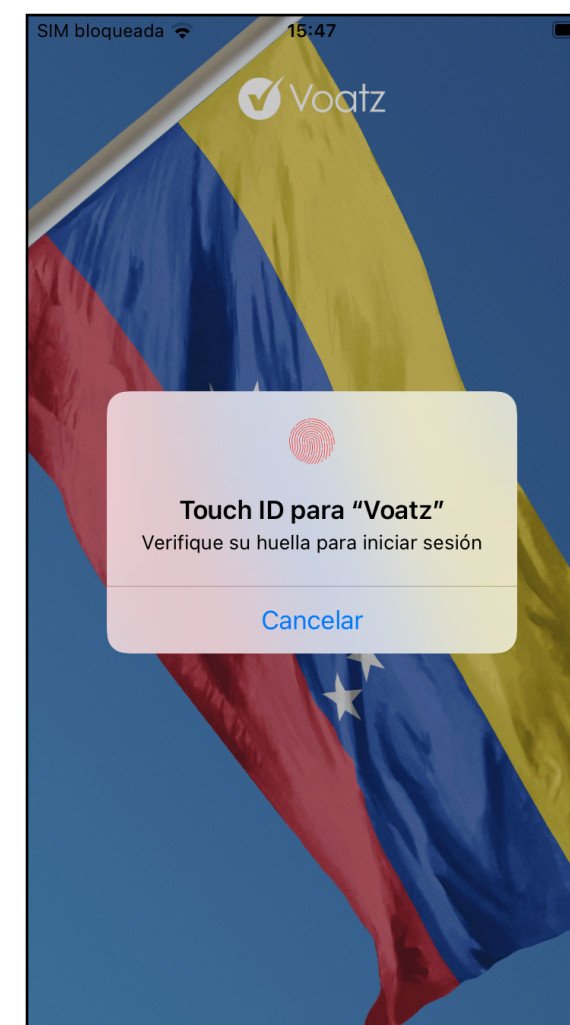 SIM bloqueada 15:47
Voatz
Touch ID para “Voatz”
Verifique su huella para iniciar sesión
Cancelar